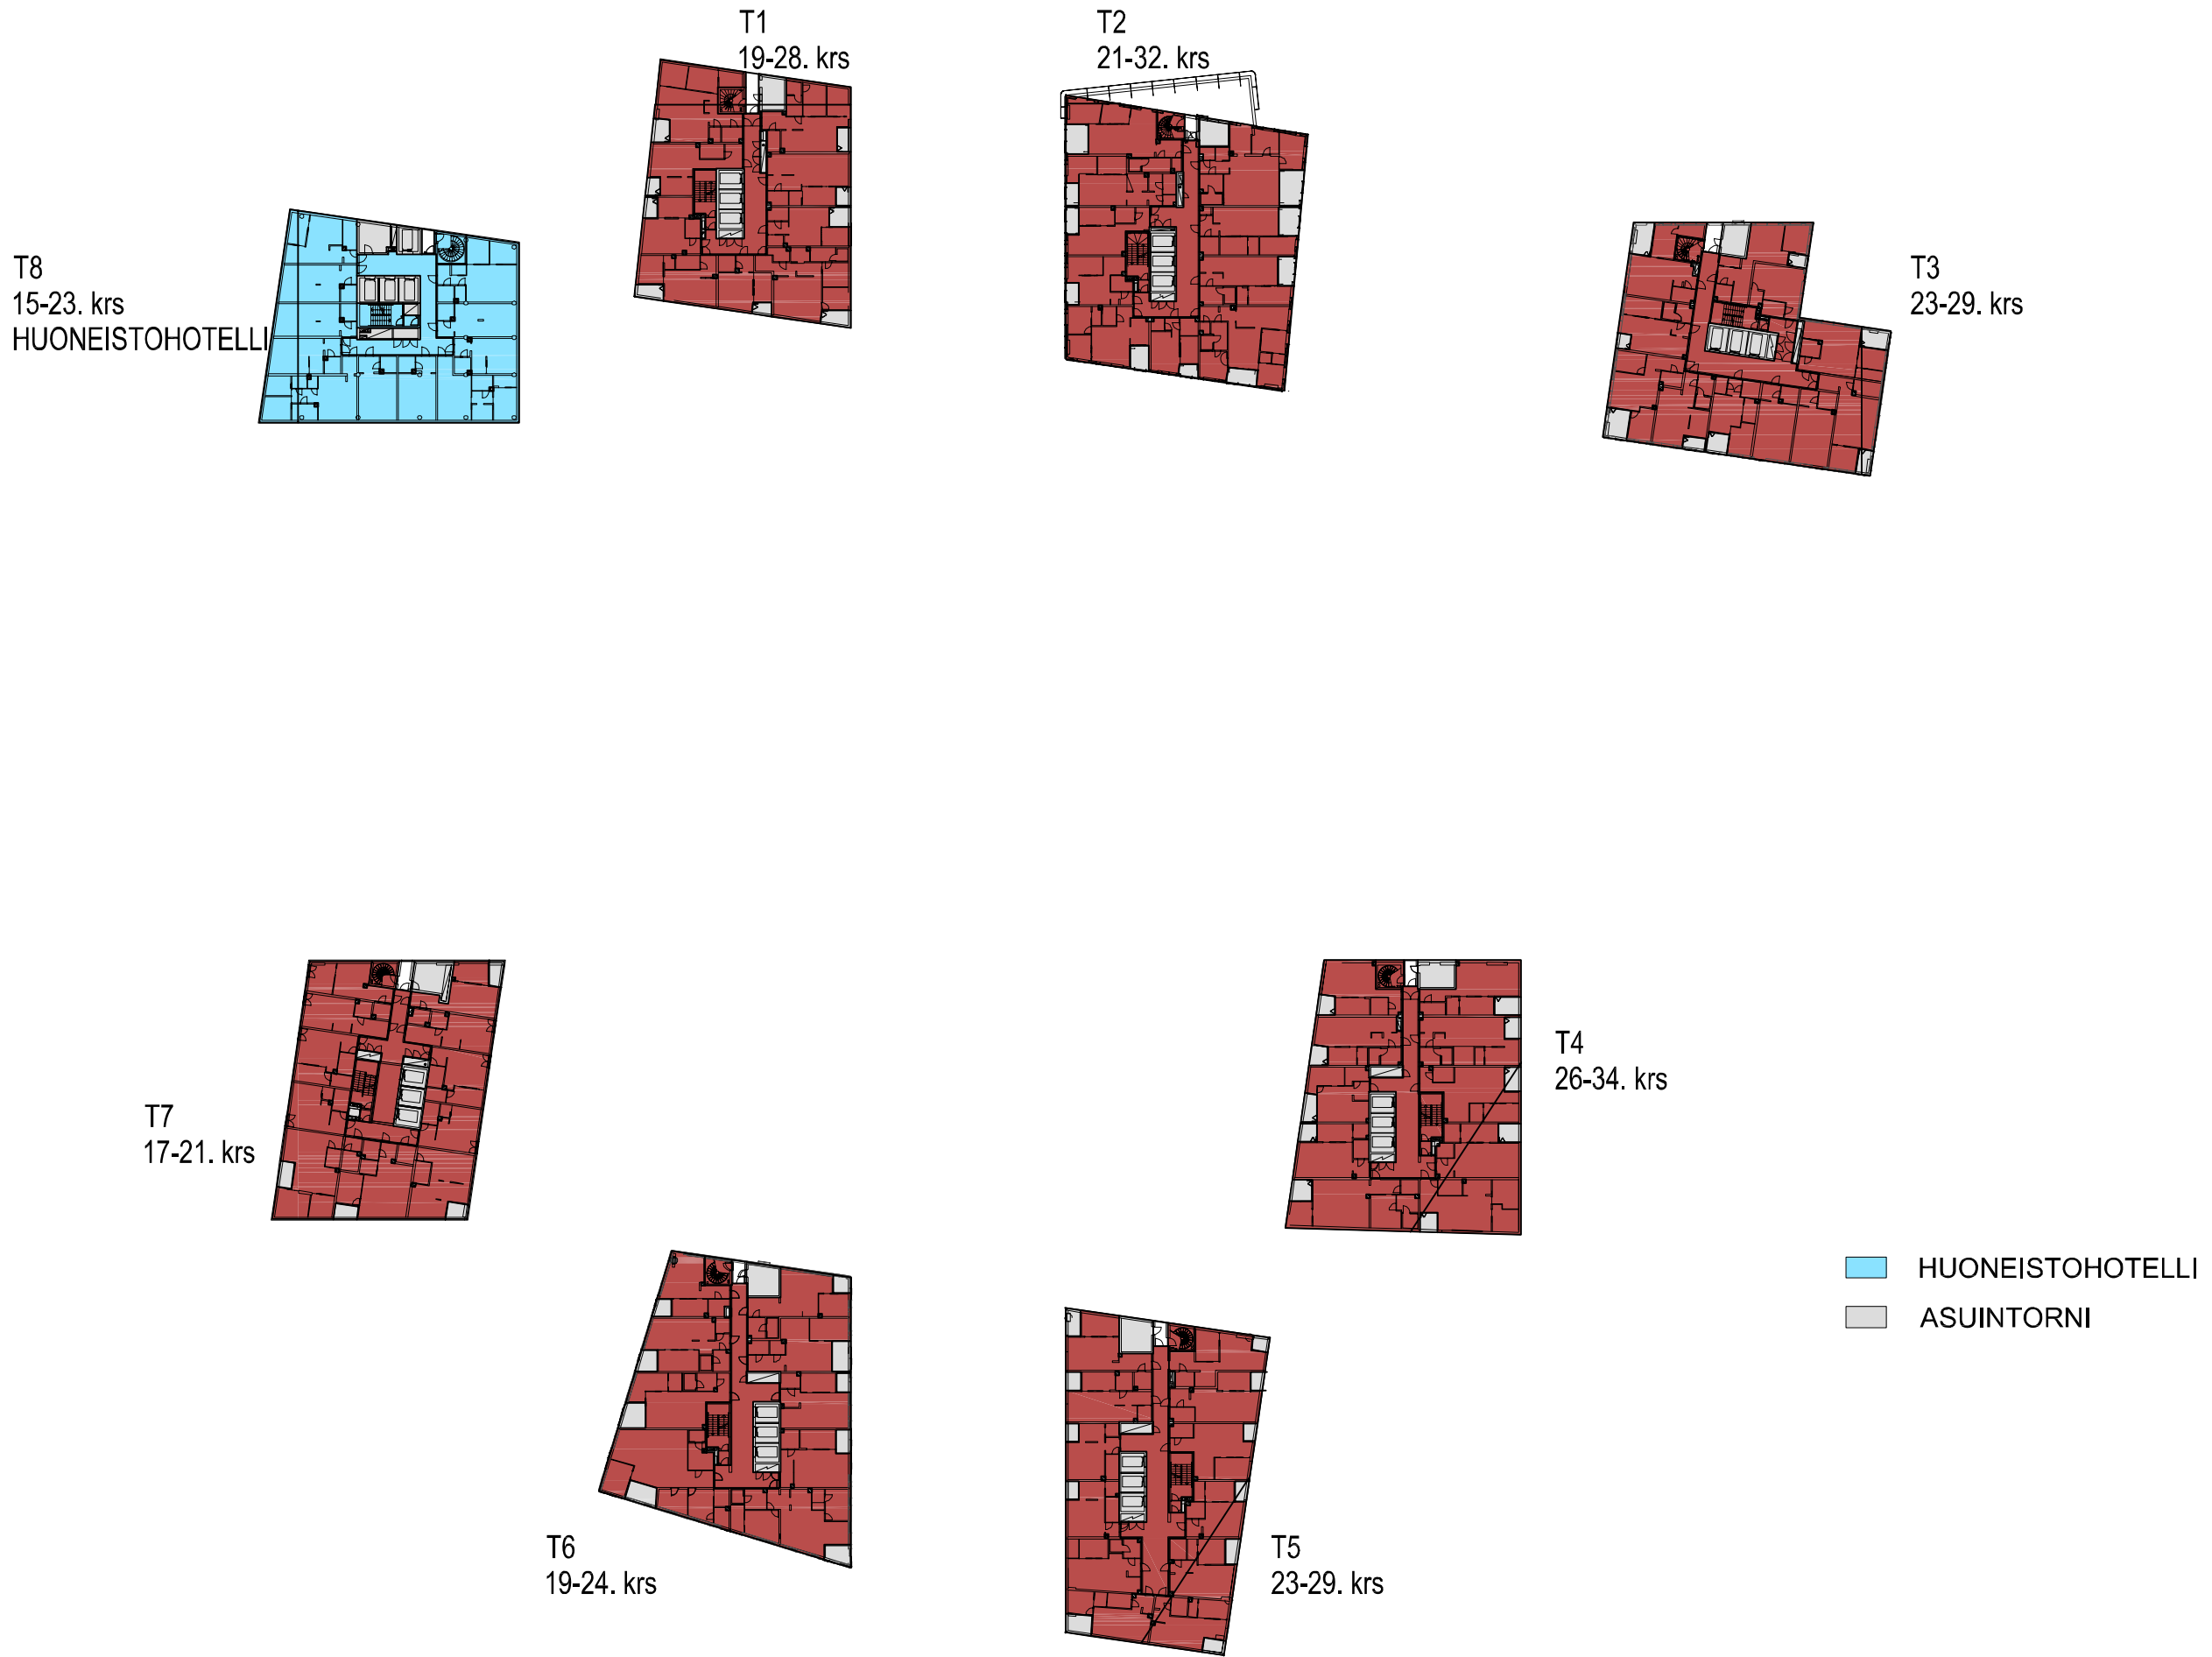 T1
19-28. krs
T2
21-32. krs
T8
15-23. krs
HUONEISTOHOTELLI
T3
23-29. krs
T4
26-34. krs
T7
17-21. krs
HUONEISTOHOTELLI
ASUINTORNI
T6
19-24. krs
T5
23-29. krs